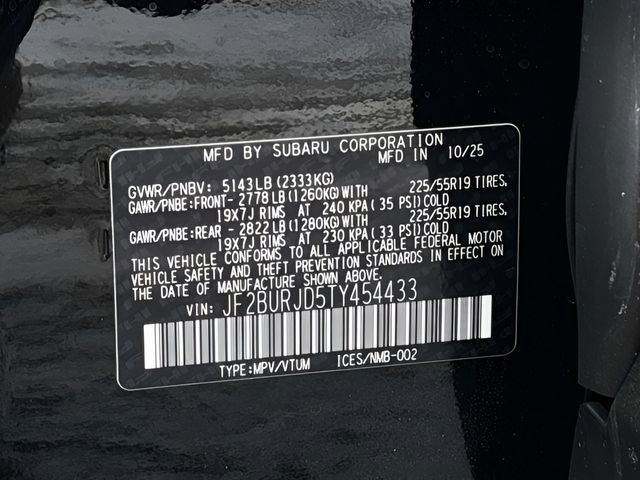 MFD BY SUBARU CORPORATION
MFD IN 10/25
GVWR/PNBV: 5143LB (2333KG)
GAWR/PNBE:FRONT- 2778LB (1260KG)WITH 225/55R19 TIRES,
19X7J RIMS AT 240 KPA (35 PSI)COLD
GAWR/PNBE:REAR - 2822LB (1280KG)WITH 225/55R19 TIRES,
19X7J RIMS AT 230 KPA (33 PSI)COLD
THIS VEHICLE CONFORMS TO ALL APPLICABLE FEDERAL MOTOR
VEHICLE SAFETY AND THEFT PREVENTION STANDARDS IN EFFECT ON
THE DATE OF MANUFACTURE SHOWN ABOVE.
VIN: JF2BURJD5TY454433
TYPE:MPV/VTUM ICES/NMB-002